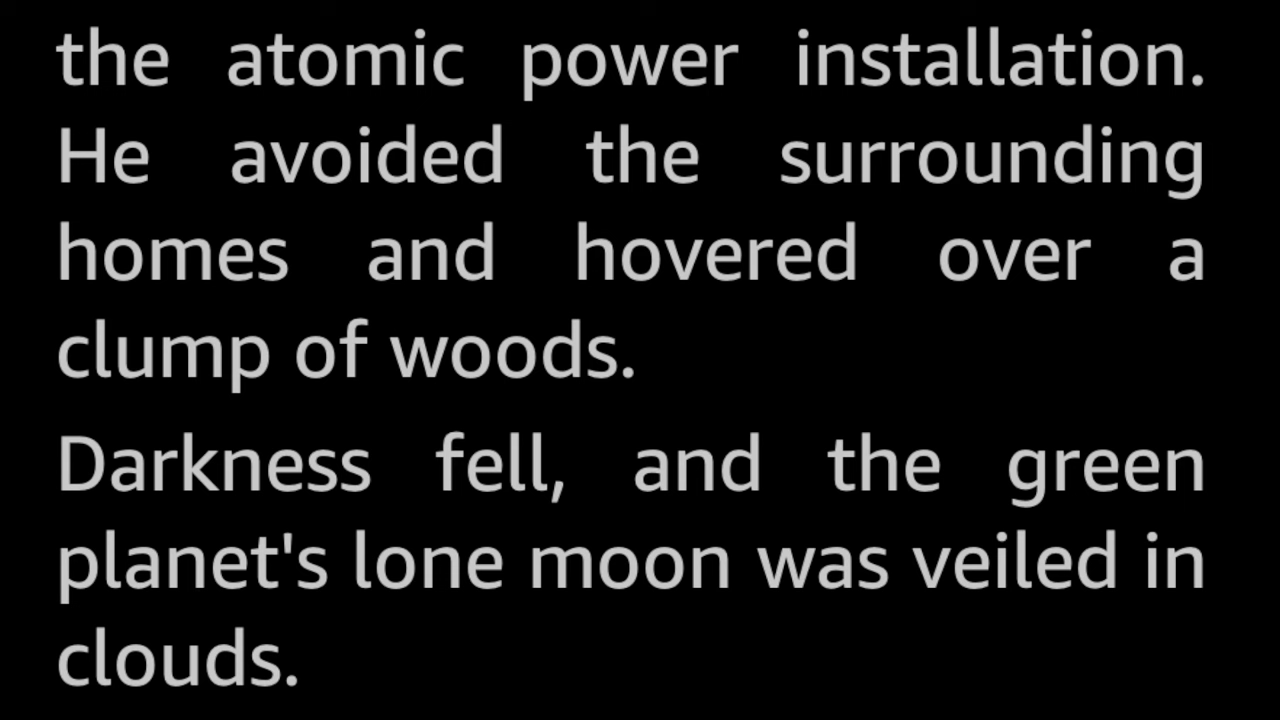 the atomic power installation.
He avoided the surrounding
homes and hovered over a
clump of woods.
Darkness fell, and the green
planet's lone moon was veiled in
clouds.